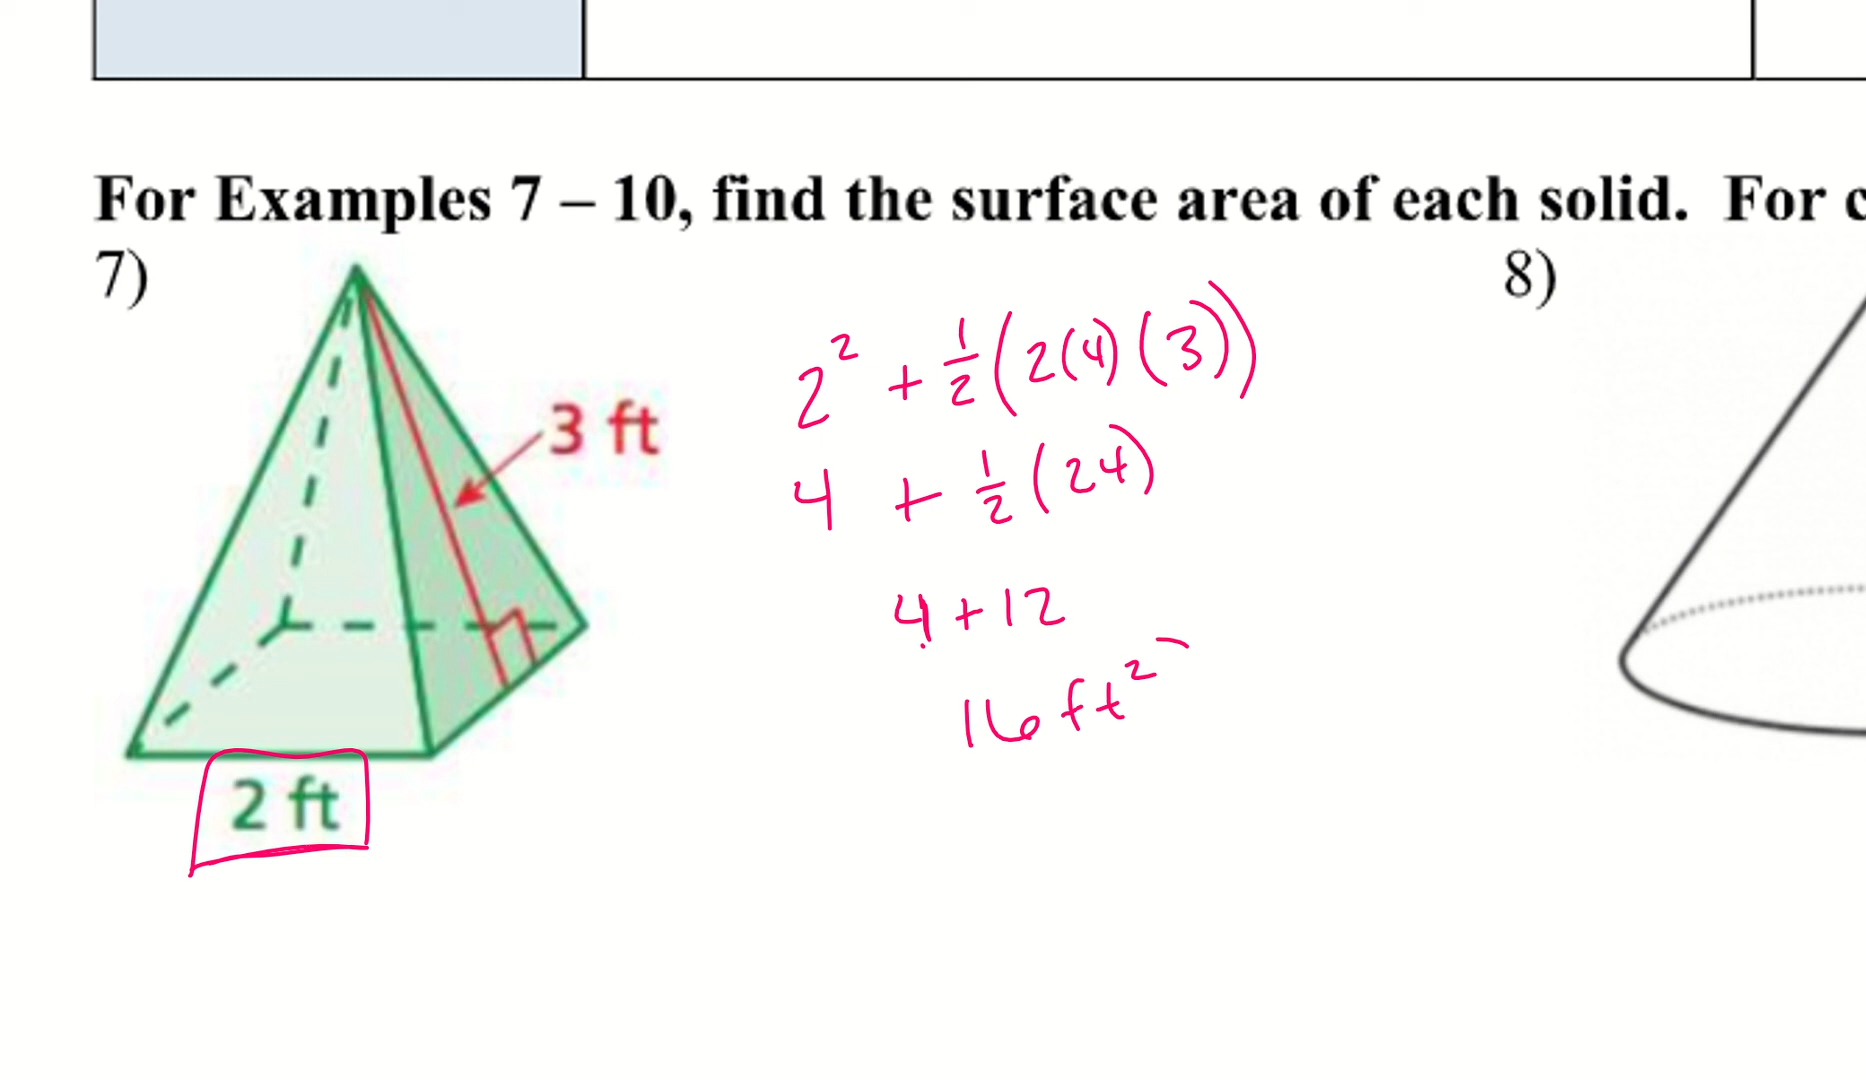 For Examples 7 – 10, find the surface area of each solid. For c
7)
8)
3 ft
2 ft
2² + ½(2(4)(3))
4 + ½(24)
4 + 12
16 ft²